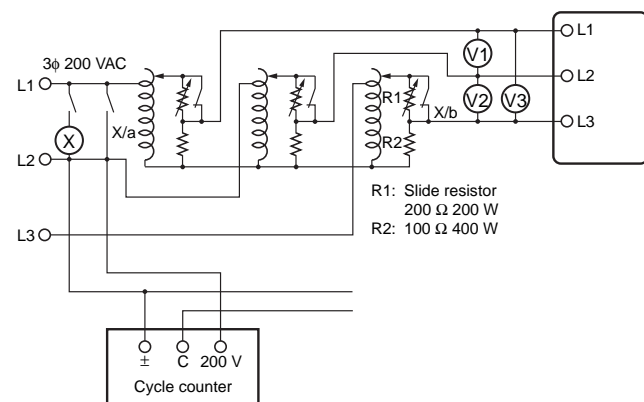 3ϕ 200 VAC
L1
X/a
X
L2
L3
R1
R2
X/b
V1
V2
V3
L1
L2
L3
R1: Slide resistor
200 Ω 200 W
R2: 100 Ω 400 W
± C 200 V
Cycle counter